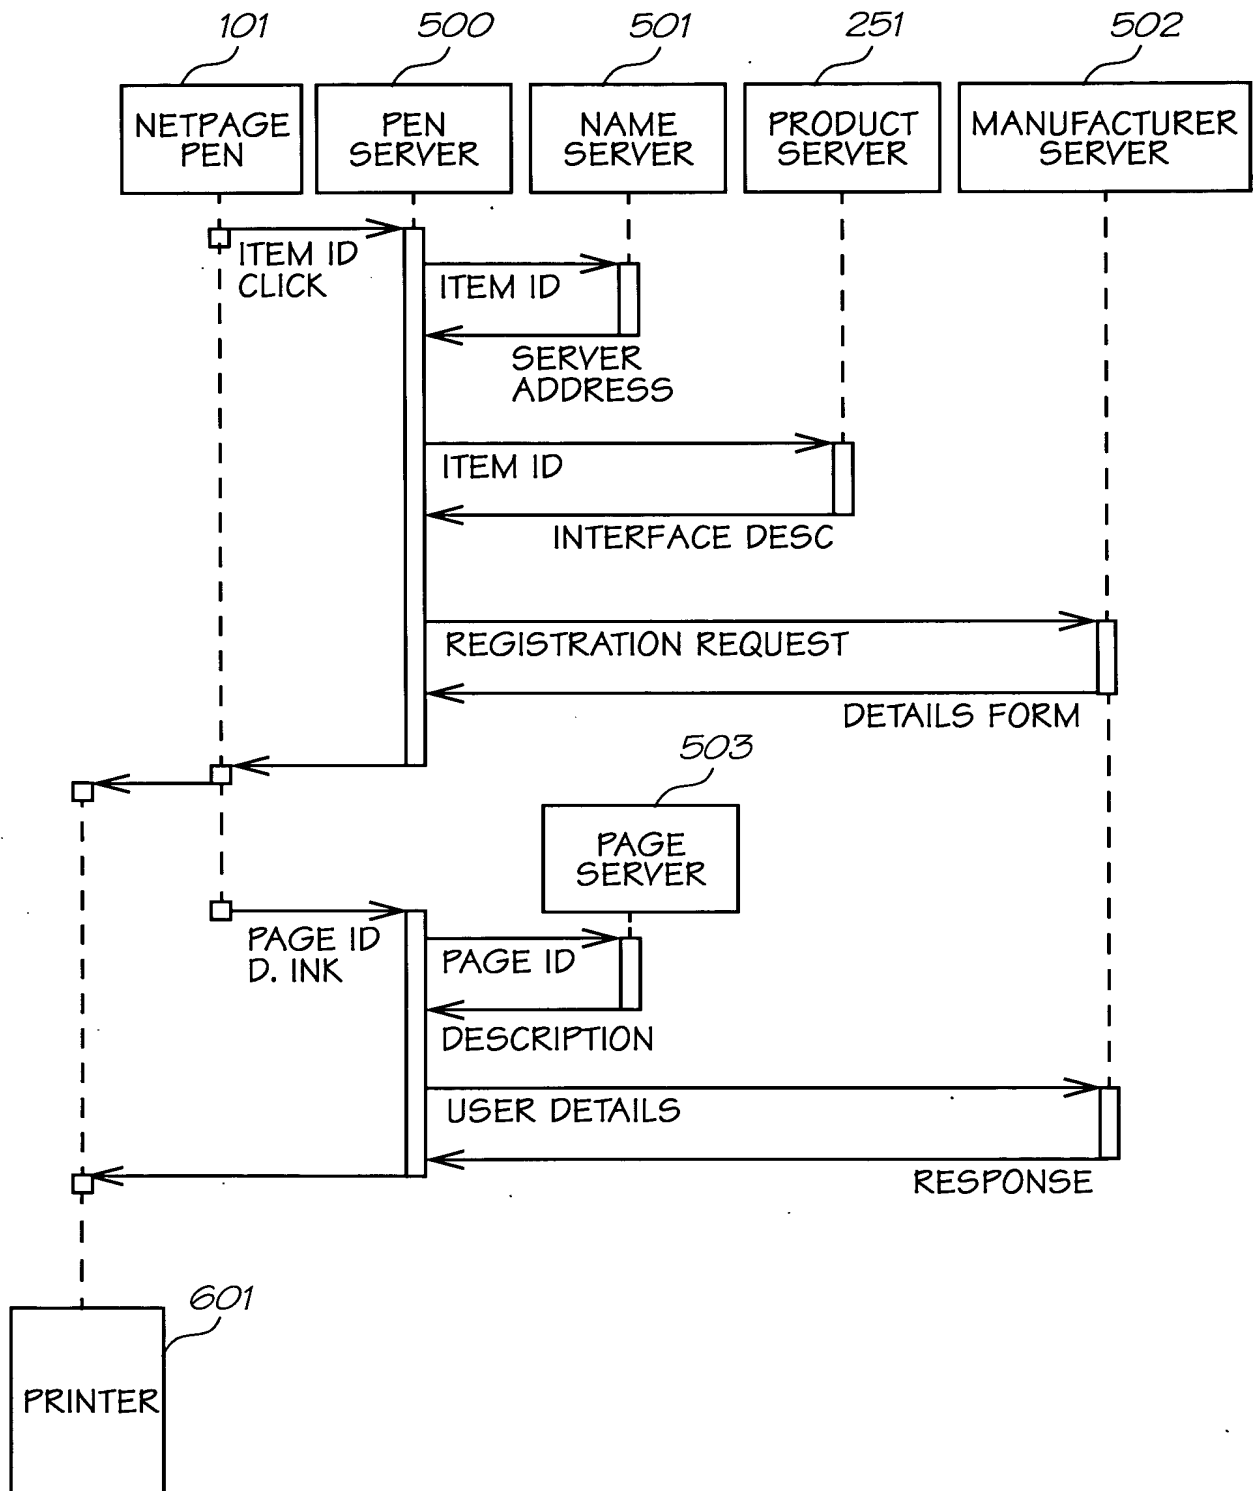 101
500
501
251
502
NETPAGE
PEN
PEN
SERVER
NAME
SERVER
PRODUCT
SERVER
MANUFACTURER
SERVER
ITEM ID
CLICK
ITEM ID
SERVER
ADDRESS
ITEM ID
INTERFACE DESC
REGISTRATION REQUEST
DETAILS FORM
503
PAGE
SERVER
PAGE ID
D. INK
PAGE ID
DESCRIPTION
USER DETAILS
RESPONSE
601
PRINTER